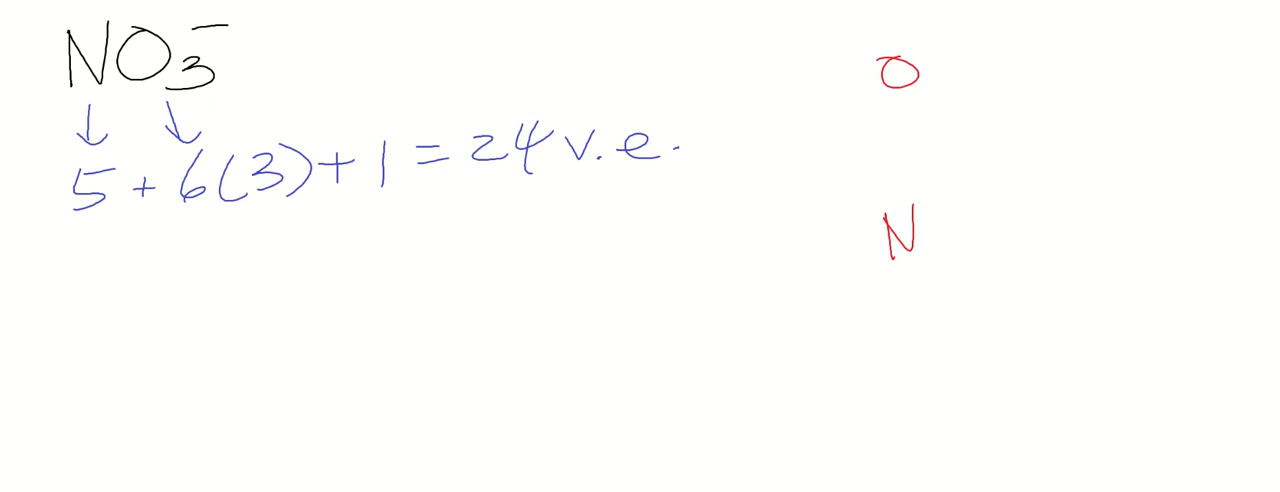 NO₃⁻
↓ ↓
5 + 6(3) + 1 = 24 v.e.
O
N